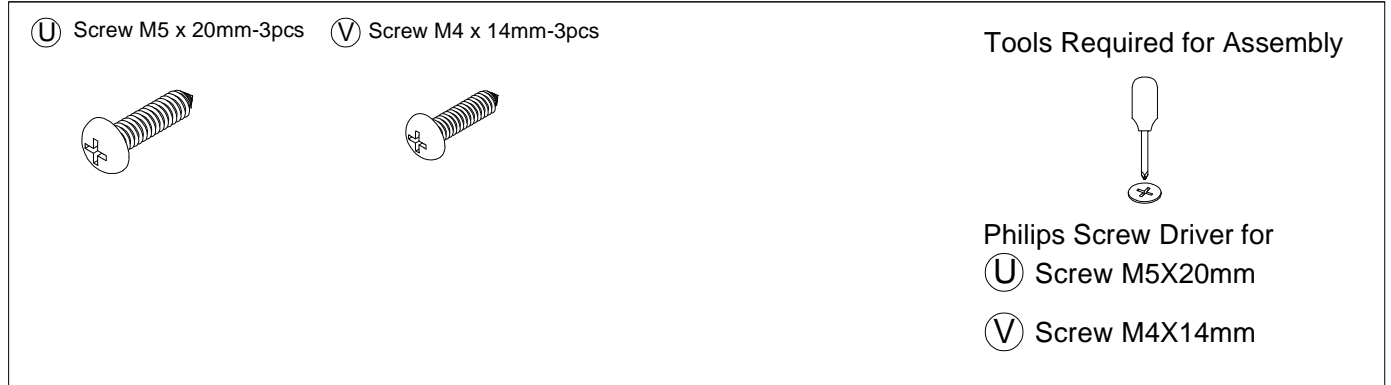 U Screw M5 x 20mm-3pcs
V Screw M4 x 14mm-3pcs
Tools Required for Assembly
Philips Screw Driver for
U Screw M5X20mm
V Screw M4X14mm